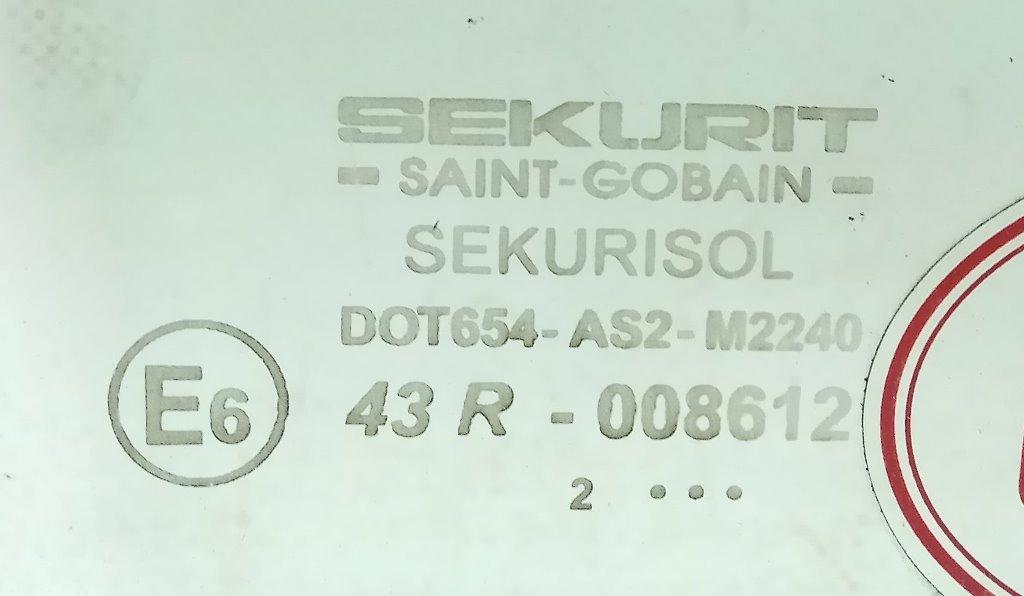 SEKURIT
- SAINT-GOBAIN -
SEKURISOL
DOT654-AS2-M2240
E6 43 R - 008612
2 •••